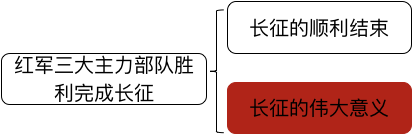 红军三大主力部队胜
利完成长征
长征的顺利结束
长征的伟大意义